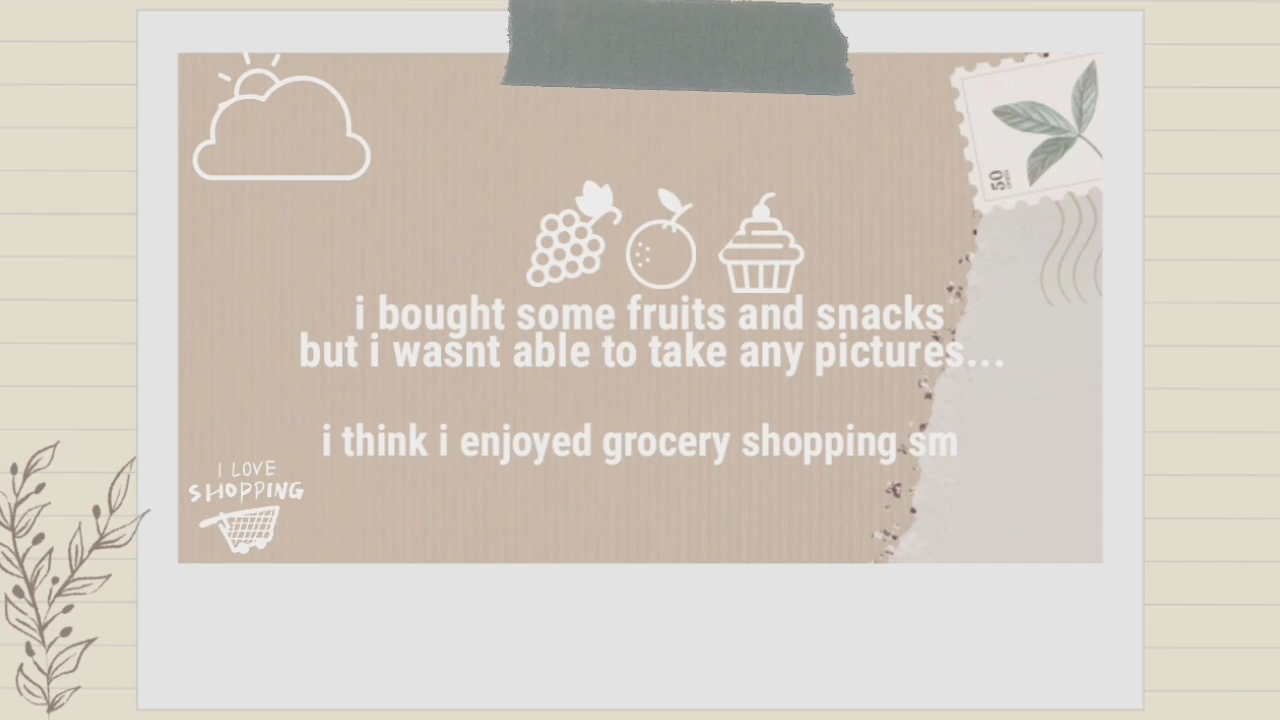 50
i bought some fruits and snacks
but i wasnt able to take any pictures...
i think i enjoyed grocery shopping sm
I LOVE
SHOPPING